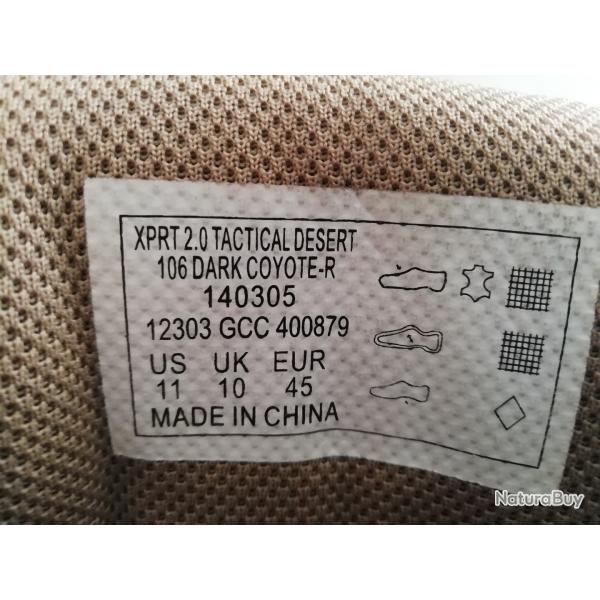 XPRT 2.0 TACTICAL DESERT
106 DARK COYOTE-R
140305
12303 GCC 400879
US UK EUR
11 10 45
MADE IN CHINA
NaturaBuy